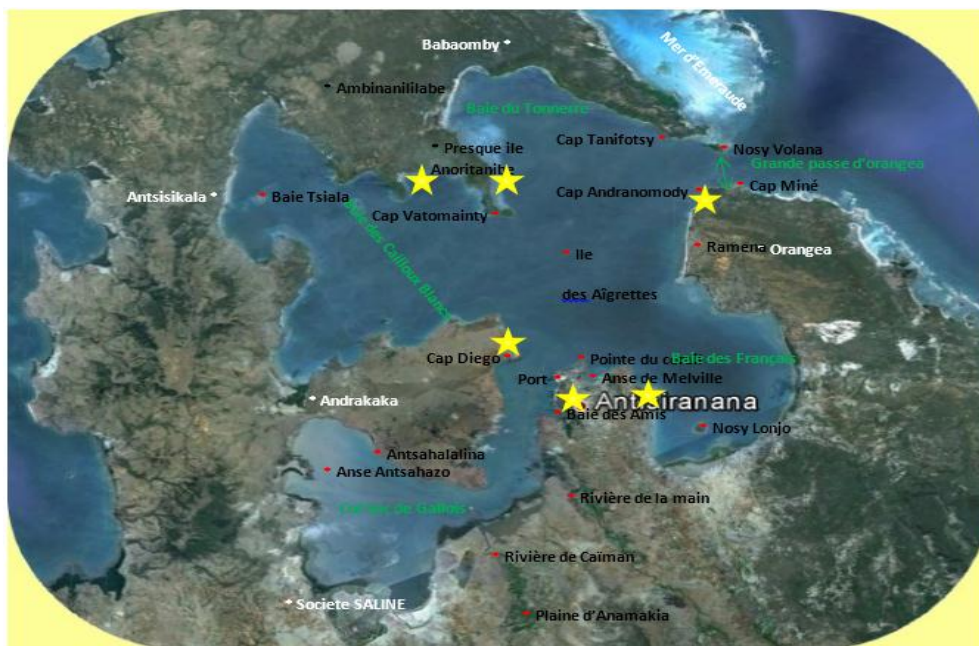 Babaomby
Mer d'Emeraude
Ambinanililabe
Baie du Tonnerre
Cap Tanifotsy
Nosy Volana
Presque ile
Anoritanibe
Grande passe d'orangea
Cap Andranomody
Cap Miné
Antsisikala
Baie Tsiala
Cap Vatomainty
Baie des Cailloux Blancs
Ramena
Orangea
Ile
des Aîgrettes
Cap Diego
Pointe du
Baie des Français
Port
Anse de Melville
Andrakaka
Antsiranana
Baie des Amis
Nosy Lonjo
Antsahalalina
Anse Antsahazo
Rivière de la main
de Gallois
Rivière de Caïman
Societe SALINE
Plaine d'Anamakia